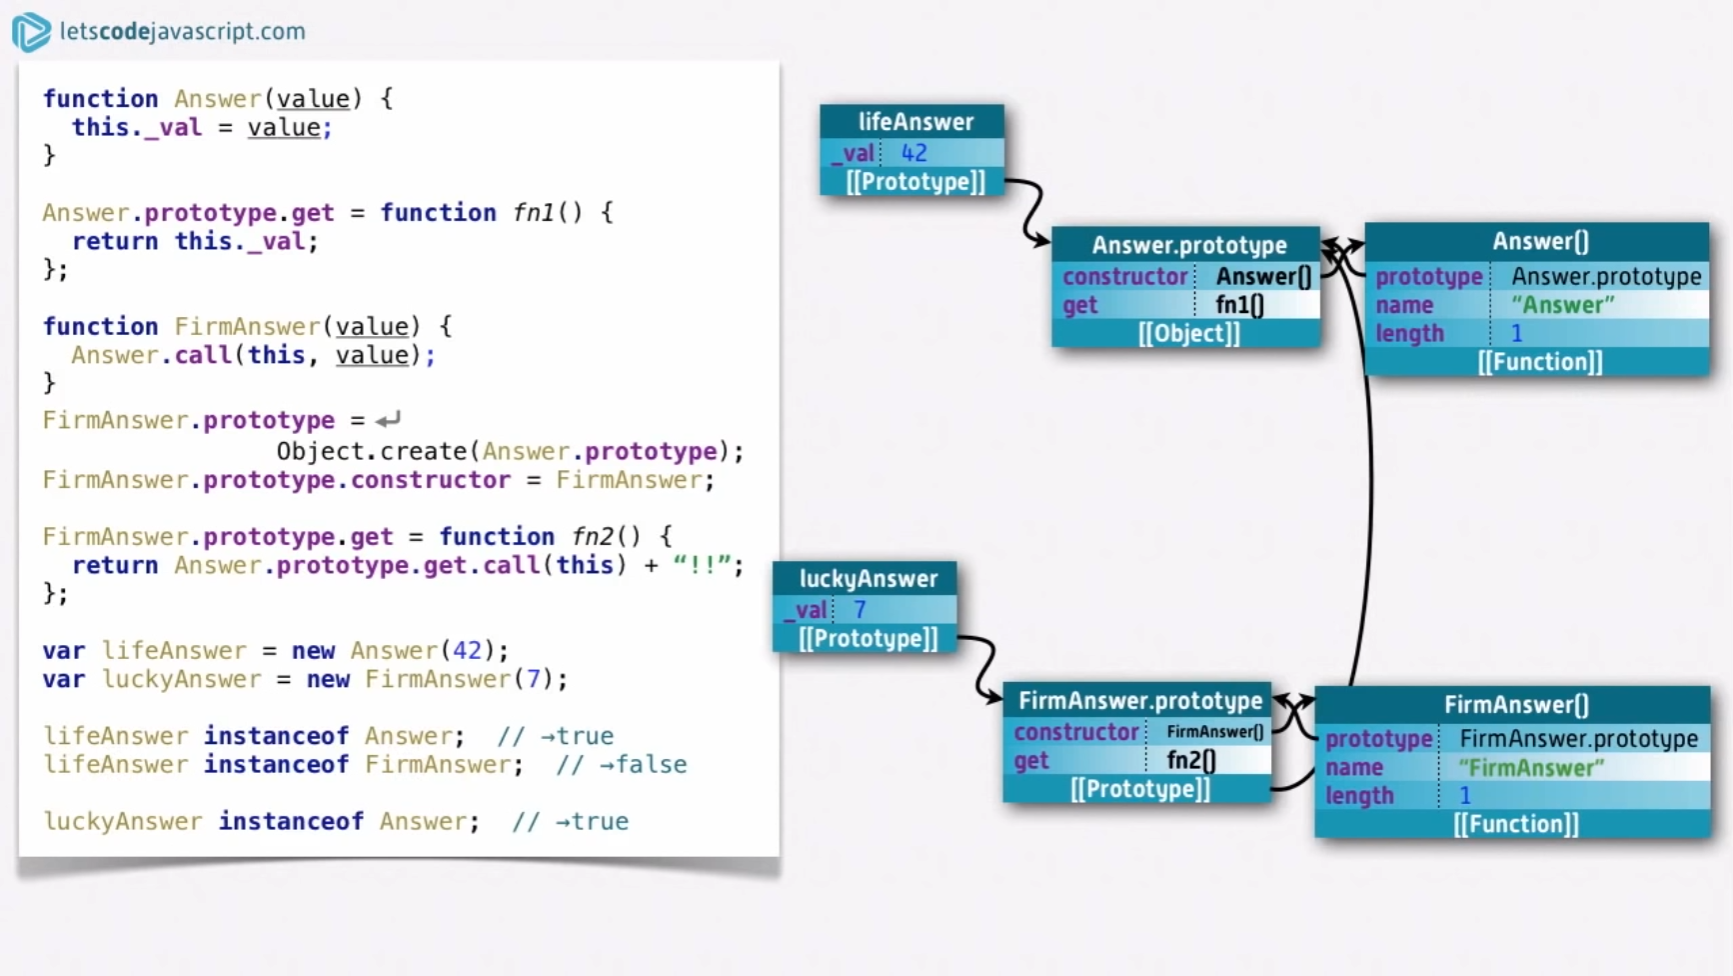 letscodejavascript.com
function Answer(value) {
this._val = value;
}
Answer.prototype.get = function fn1() {
return this._val;
};
function FirmAnswer(value) {
Answer.call(this, value);
}
FirmAnswer.prototype = ↵
Object.create(Answer.prototype);
FirmAnswer.prototype.constructor = FirmAnswer;
FirmAnswer.prototype.get = function fn2() {
return Answer.prototype.get.call(this) + “!!”;
};
var lifeAnswer = new Answer(42);
var luckyAnswer = new FirmAnswer(7);
lifeAnswer instanceof Answer; // →true
lifeAnswer instanceof FirmAnswer; // →false
luckyAnswer instanceof Answer; // →true
lifeAnswer
_val 42
[[Prototype]]
Answer.prototype
constructor Answer()
get fn1()
[[Object]]
Answer()
prototype Answer.prototype
name “Answer”
length 1
[[Function]]
luckyAnswer
_val 7
[[Prototype]]
FirmAnswer.prototype
constructor FirmAnswer()
get fn2()
[[Prototype]]
FirmAnswer()
prototype FirmAnswer.prototype
name “FirmAnswer”
length 1
[[Function]]